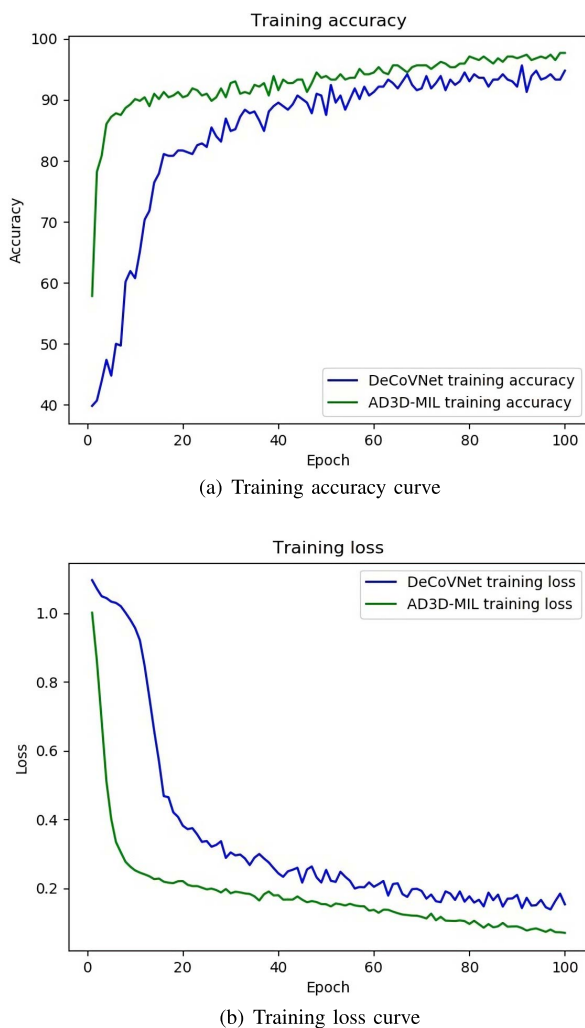 Training accuracy
100
90
80
70
60
50
40
Accuracy
0 20 40 60 80 100
Epoch
DeCoVNet training accuracy
AD3D-MIL training accuracy
(a) Training accuracy curve
Training loss
1.0
0.8
0.6
0.4
0.2
Loss
0 20 40 60 80 100
Epoch
DeCoVNet training loss
AD3D-MIL training loss
(b) Training loss curve